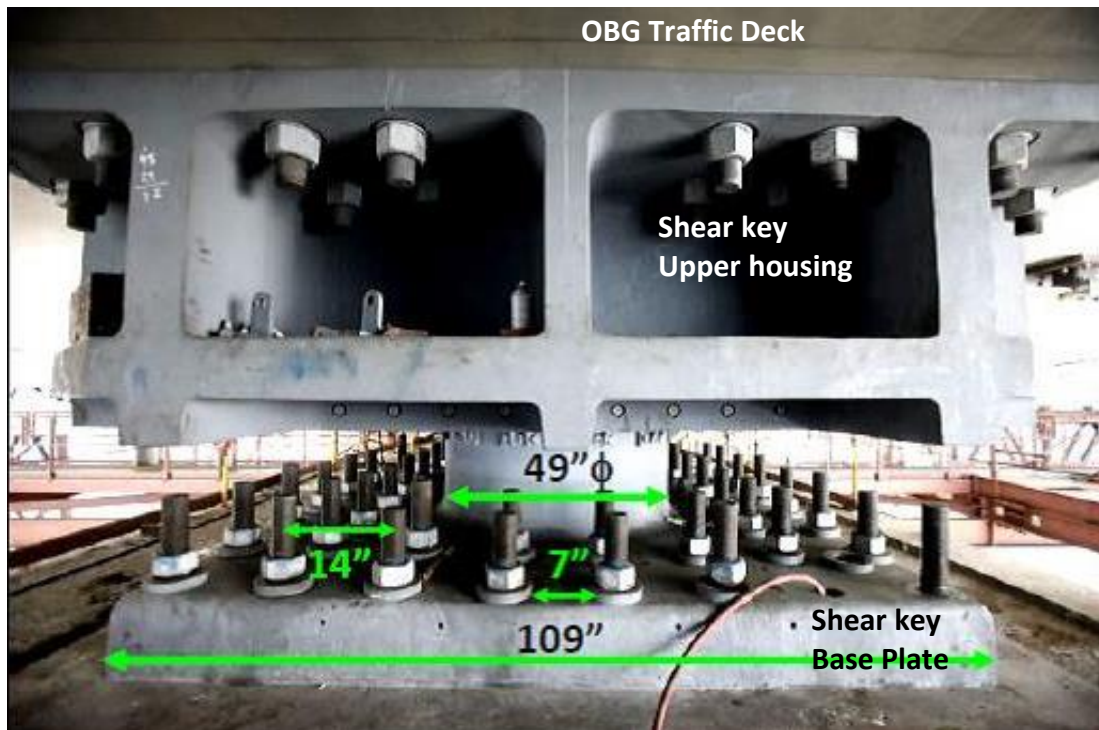 OBG Traffic Deck
Shear key
Upper housing
49”ϕ
14”
7”
109”
Shear key
Base Plate